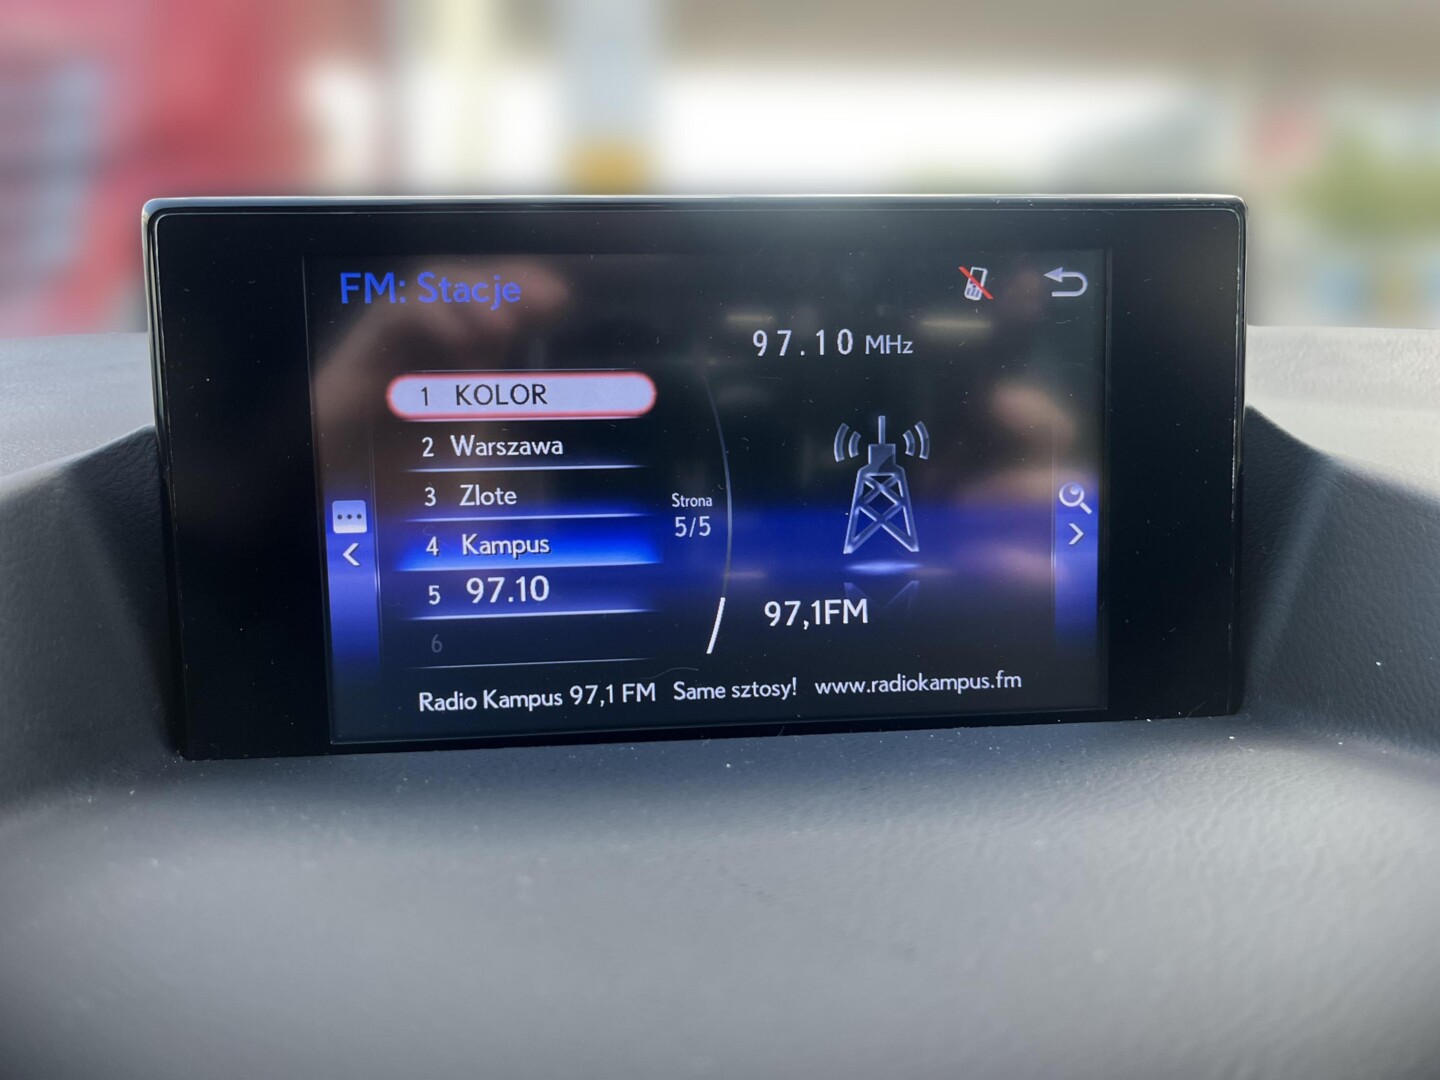 FM: Stacje
97.10 MHz
1 KOLOR
2 Warszawa
3 Zlote
4 Kampus
5 97.10
6
Strona
5/5
97,1FM
Radio Kampus 97,1 FM Same sztosy! www.radiokampus.fm